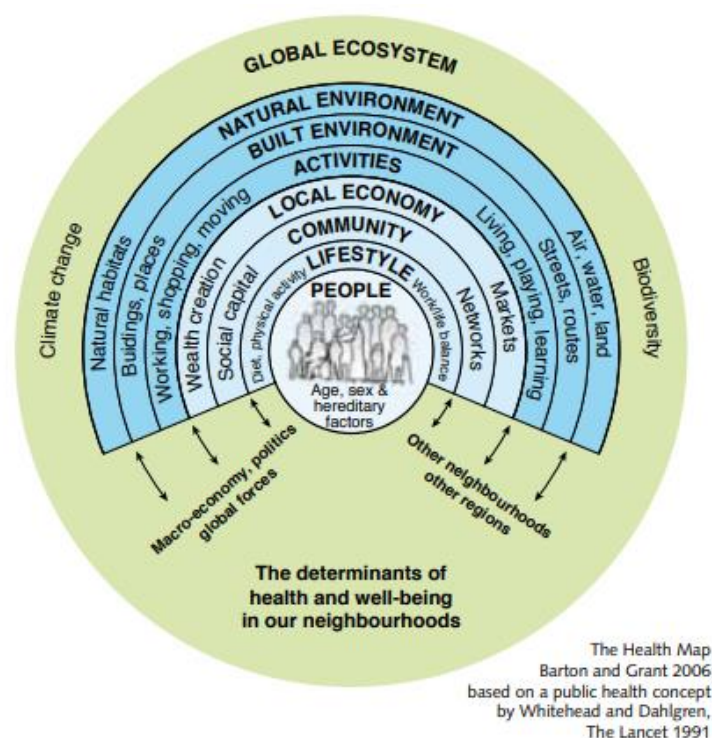 GLOBAL ECOSYSTEM
NATURAL ENVIRONMENT
BUILT ENVIRONMENT
ACTIVITIES
LOCAL ECONOMY
COMMUNITY
LIFESTYLE
PEOPLE
Age, sex &
hereditary
factors
Climate change
Natural habitats
Buidings, places
Working, shopping, moving
Wealth creation
Social capital
Diet, physical activity
Work/life balance
Networks
Markets
Living, playing, learning
Streets, routes
Air, water, land
Biodiversity
Macro-economy, politics
global forces
Other neighbourhoods
other regions
The determinants of
health and well-being
in our neighbourhoods
The Health Map
Barton and Grant 2006
based on a public health concept
by Whitehead and Dahlgren,
The Lancet 1991